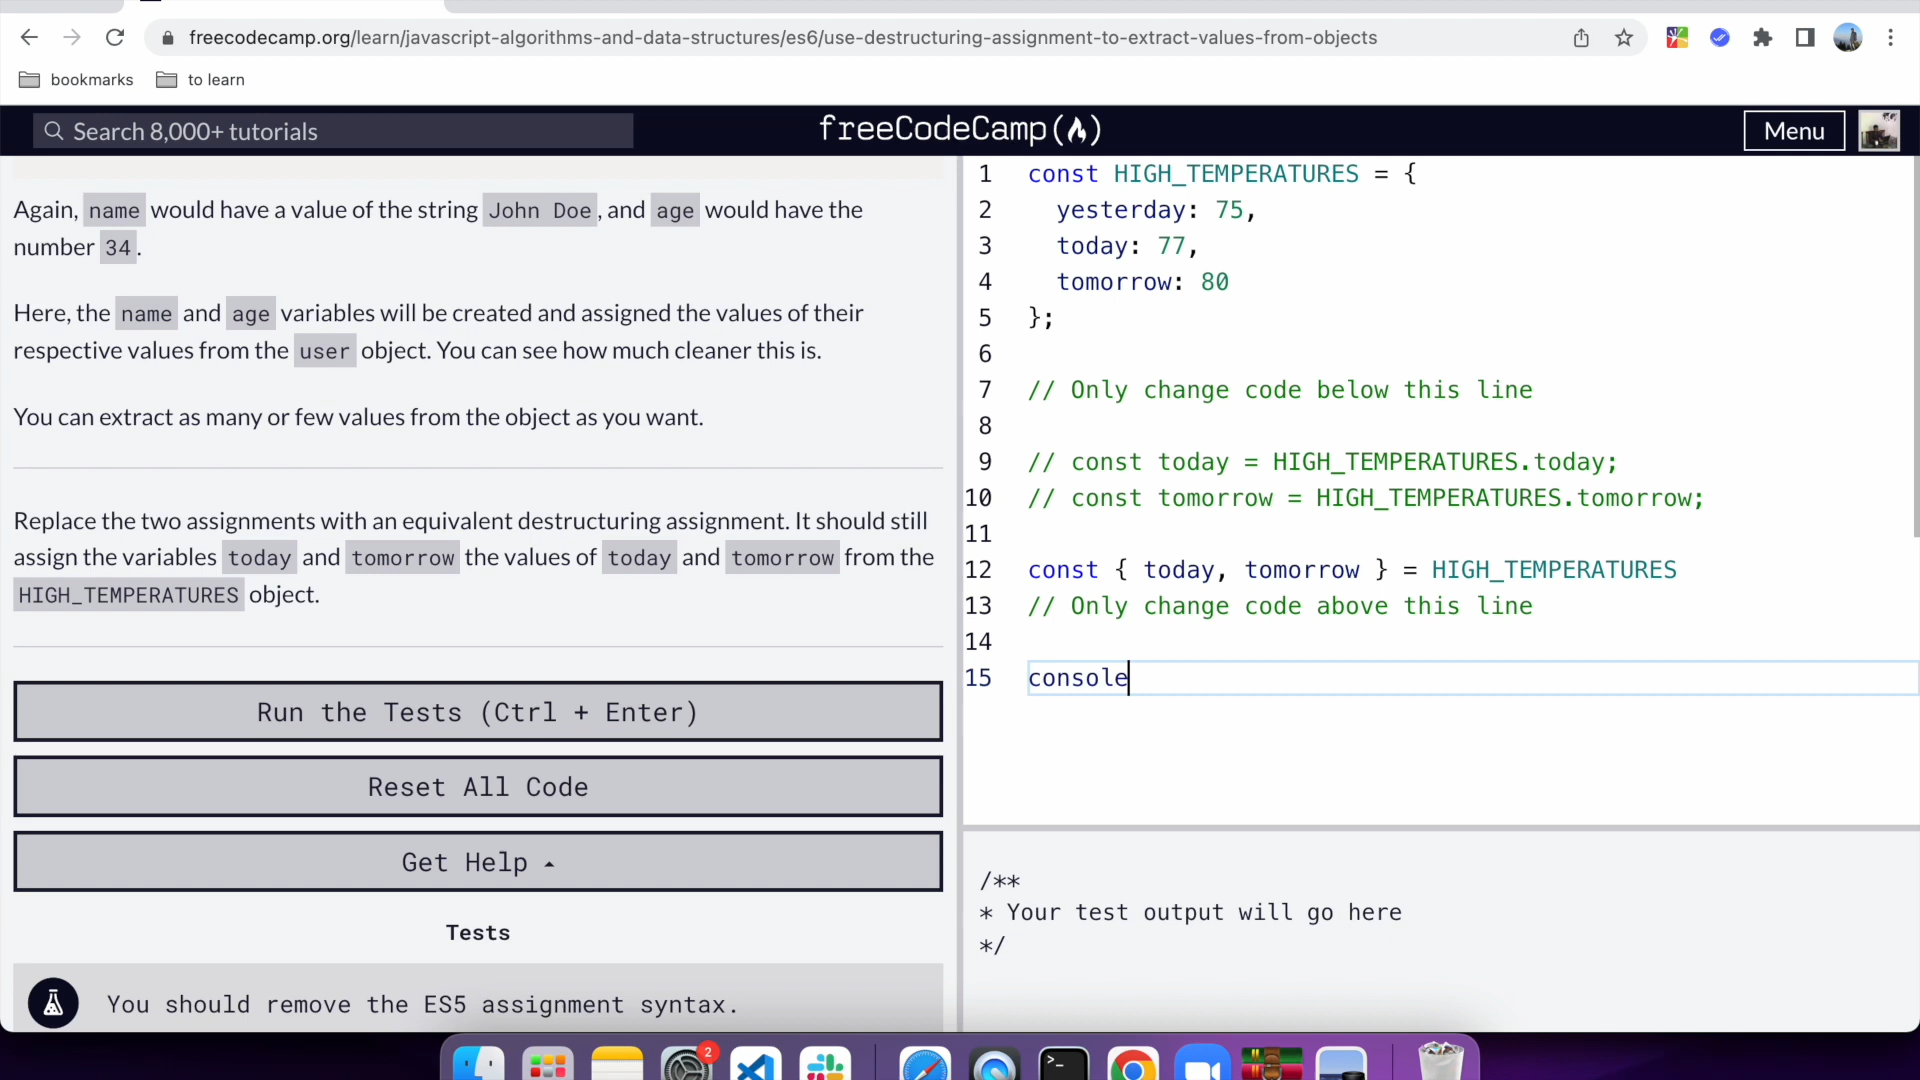 freecodecamp.org/learn/javascript-algorithms-and-data-structures/es6/use-destructuring-assignment-to-extract-values-from-objects
bookmarks
to learn
Search 8,000+ tutorials
freeCodeCamp
Menu
Again, name would have a value of the string John Doe, and age would have the
number 34.
Here, the name and age variables will be created and assigned the values of their
respective values from the user object. You can see how much cleaner this is.
You can extract as many or few values from the object as you want.
Replace the two assignments with an equivalent destructuring assignment. It should still
assign the variables today and tomorrow the values of today and tomorrow from the
HIGH_TEMPERATURES object.
Run the Tests (Ctrl + Enter)
Reset All Code
Get Help
Tests
You should remove the ES5 assignment syntax.
1 const HIGH_TEMPERATURES = {
2 yesterday: 75,
3 today: 77,
4 tomorrow: 80
5 };
6
7 // Only change code below this line
8
9 // const today = HIGH_TEMPERATURES.today;
10 // const tomorrow = HIGH_TEMPERATURES.tomorrow;
11
12 const { today, tomorrow } = HIGH_TEMPERATURES
13 // Only change code above this line
14
15 console
/**
* Your test output will go here
*/
2
>_